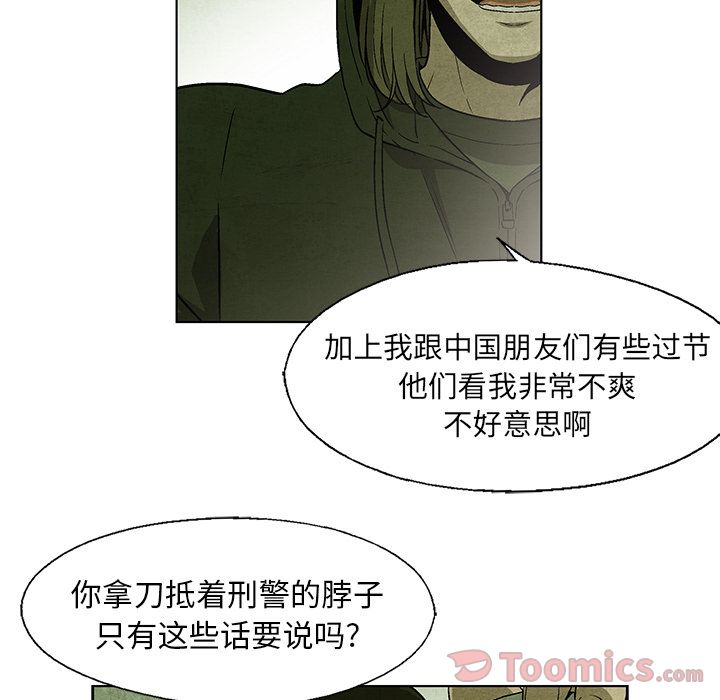 加上我跟中国朋友们有些过节
他们看我非常不爽
不好意思啊
你拿刀抵着刑警的脖子
只有这些话要说吗?
Toomics.com